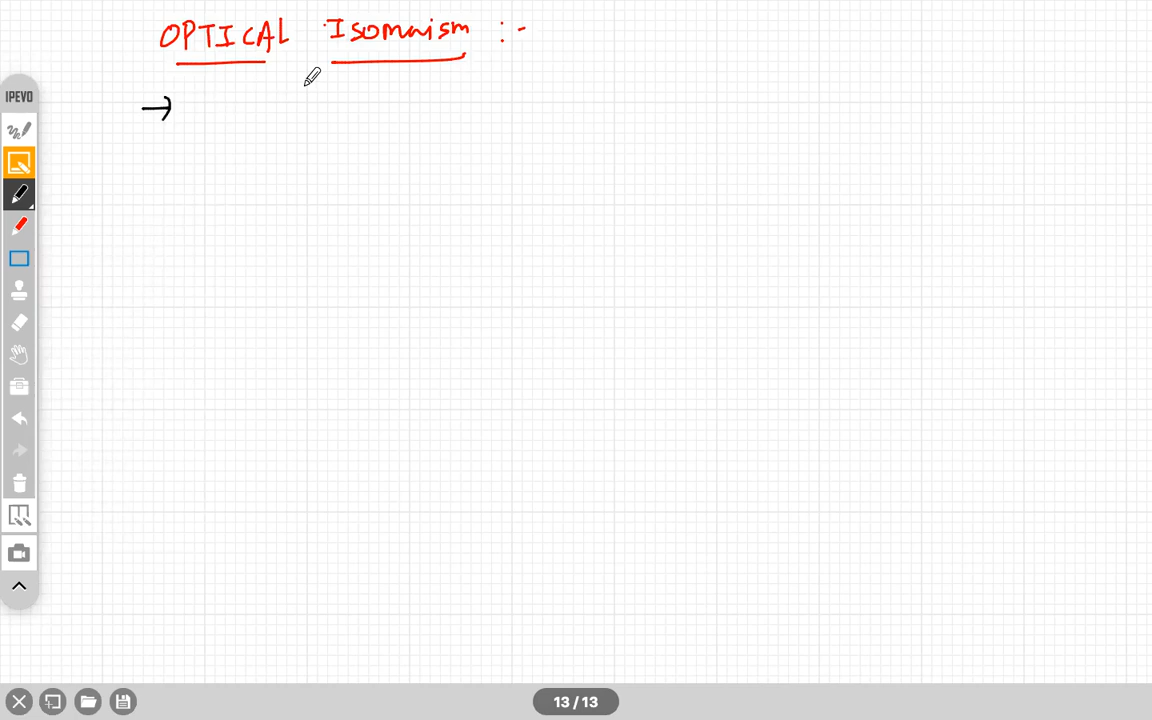 OPTICAL Isomerism :-
IPEVO
→
13 / 13